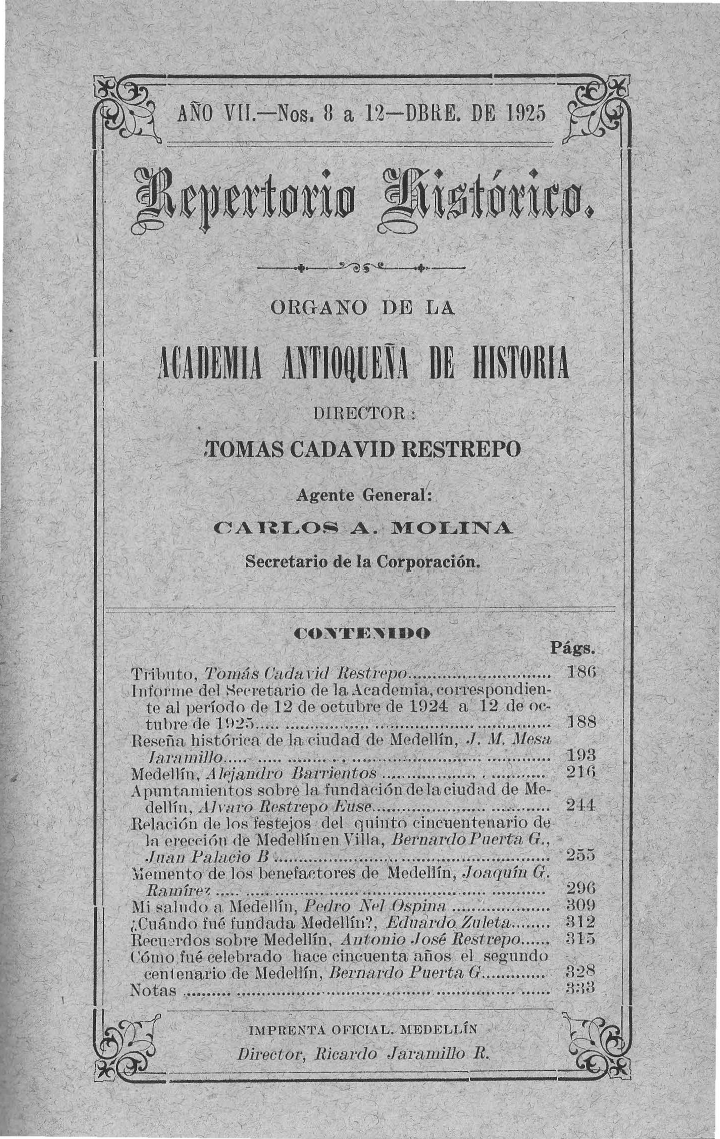 AÑO VII.—Nos. 8 a 12—DBRE. DE 1925
Repertorio Histórico.
ORGANO DE LA
ACADEMIA ANTIOQUEÑA DE HISTORIA
DIRECTOR:
TOMAS CADAVID RESTREPO
Agente General:
CARLOS A. MOLINA
Secretario de la Corporación.
CONTENIDO
Págs.
Tributo, Tomás Cadavid Restrepo............................ 186
Informe del Secretario de la Academia, correspondien-
te al período de 12 de octubre de 1924 a 12 de oc-
tubre de 1925..... .................................................... 188
Reseña histórica de la ciudad de Medellín, J. M. Mesa
Jaramillo..... ........................................................ 193
Medellín, Alejandro Barrientos ................................ 216
Apuntamientos sobre la fundación de la ciudad de Me-
dellín, Alvaro Restrepo Euse................................... 244
Relación de los festejos del quinto cincuentenario de
la erección de Medellín en Villa, Bernardo Puerta G.,
Juan Palacio B ...................................................... 255
Memento de los benefactores de Medellín, Joaquín G.
Ramírez ..... .......................................................... 296
Mi saludo a Medellín, Pedro Nel Ospina ................... 309
¿Cuándo fué fundada Medellín?, Eduardo Zuleta........ 312
Recuerdos sobre Medellín, Antonio José Restrepo...... 315
Cómo fué celebrado hace cincuenta años el segundo
centenario de Medellín, Bernardo Puerta G............. 328
Notas ........................................................................ 333
IMPRENTA OFICIAL. MEDELLÍN
Director, Ricardo Jaramillo R.